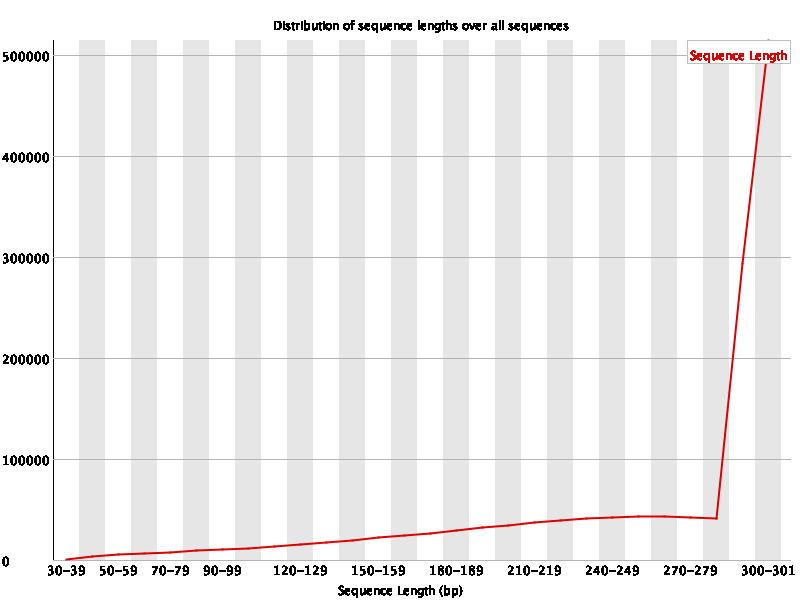 Distribution of sequence lengths over all sequences
Sequence Length
500000
400000
300000
200000
100000
0
30-39 50-59 70-79 90-99 120-129 150-159 180-189 210-219 240-249 270-279 300-301
Sequence Length (bp)